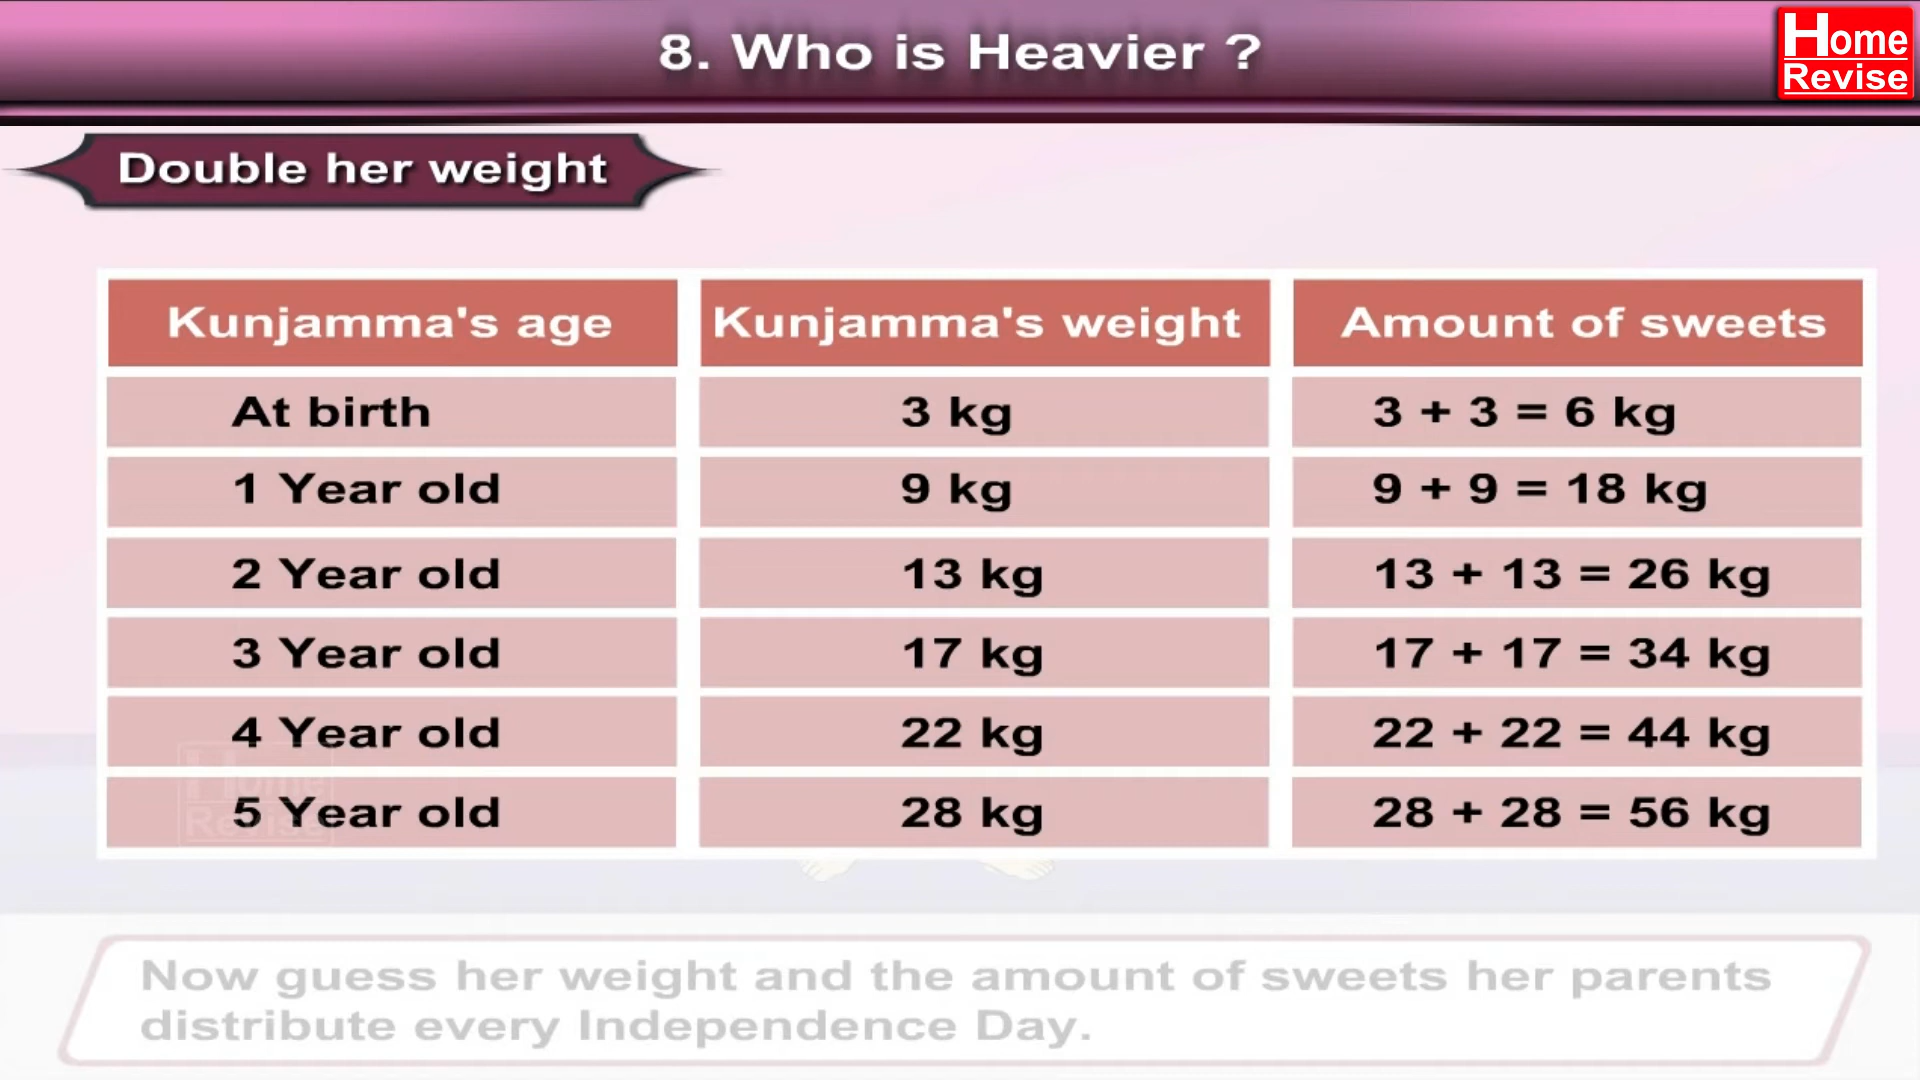 8. Who is Heavier ?
Home
Revise
Double her weight
Kunjamma's age Kunjamma's weight Amount of sweets
At birth 3 kg 3 + 3 = 6 kg
1 Year old 9 kg 9 + 9 = 18 kg
2 Year old 13 kg 13 + 13 = 26 kg
3 Year old 17 kg 17 + 17 = 34 kg
4 Year old 22 kg 22 + 22 = 44 kg
5 Year old 28 kg 28 + 28 = 56 kg
Home
Revise
Now guess her weight and the amount of sweets her parents
distribute every Independence Day.